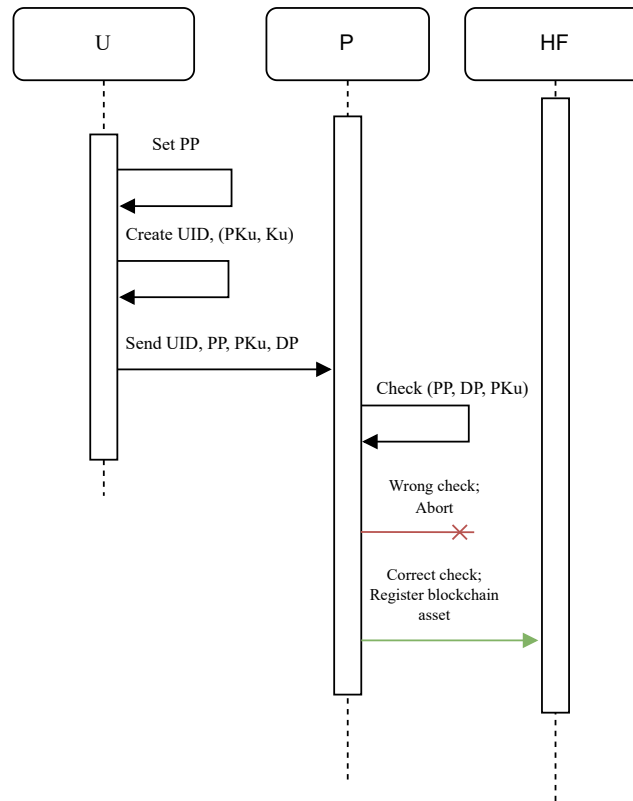 U
P
HF
Set PP
Create UID, (PKu, Ku)
Send UID, PP, PKu, DP
Check (PP, DP, PKu)
Wrong check;
Abort
Correct check;
Register blockchain
asset